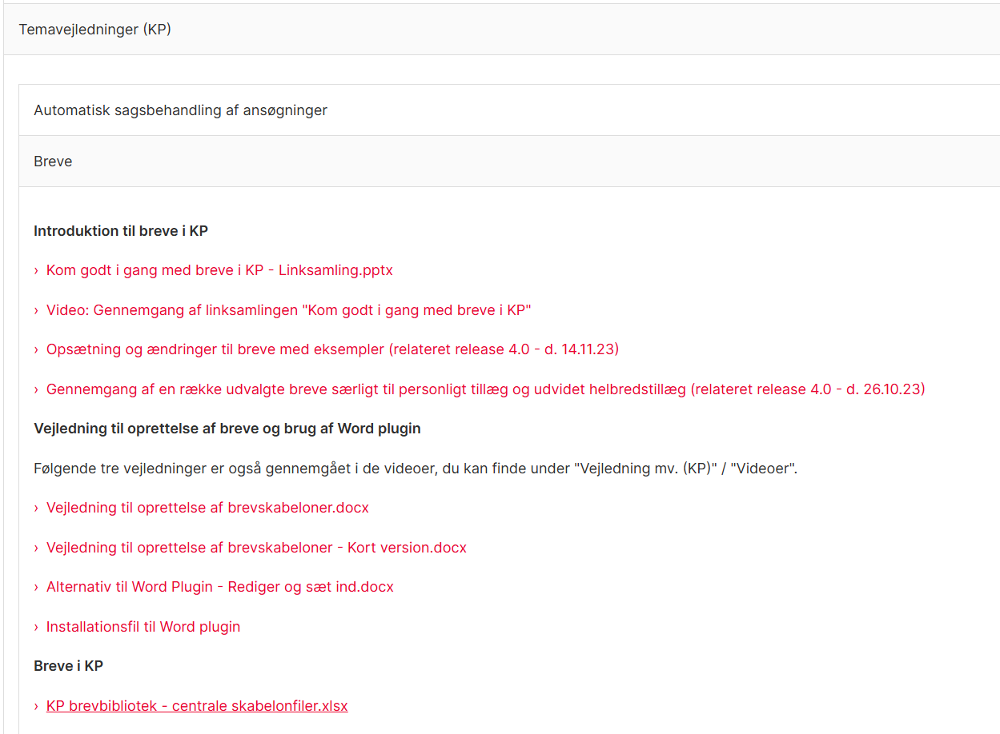 Temavejledninger (KP)
Automatisk sagsbehandling af ansøgninger
Breve
Introduktion til breve i KP
› Kom godt i gang med breve i KP - Linksamling.pptx
› Video: Gennemgang af linksamlingen "Kom godt i gang med breve i KP"
› Opsætning og ændringer til breve med eksempler (relateret release 4.0 - d. 14.11.23)
› Gennemgang af en række udvalgte breve særligt til personligt tillæg og udvidet helbredstillæg (relateret release 4.0 - d. 26.10.23)
Vejledning til oprettelse af breve og brug af Word plugin
Følgende tre vejledninger er også gennemgået i de videoer, du kan finde under "Vejledning mv. (KP)" / "Videoer".
› Vejledning til oprettelse af brevskabeloner.docx
› Vejledning til oprettelse af brevskabeloner - Kort version.docx
› Alternativ til Word Plugin - Rediger og sæt ind.docx
› Installationsfil til Word plugin
Breve i KP
› KP brevbibliotek - centrale skabelonfiler.xlsx